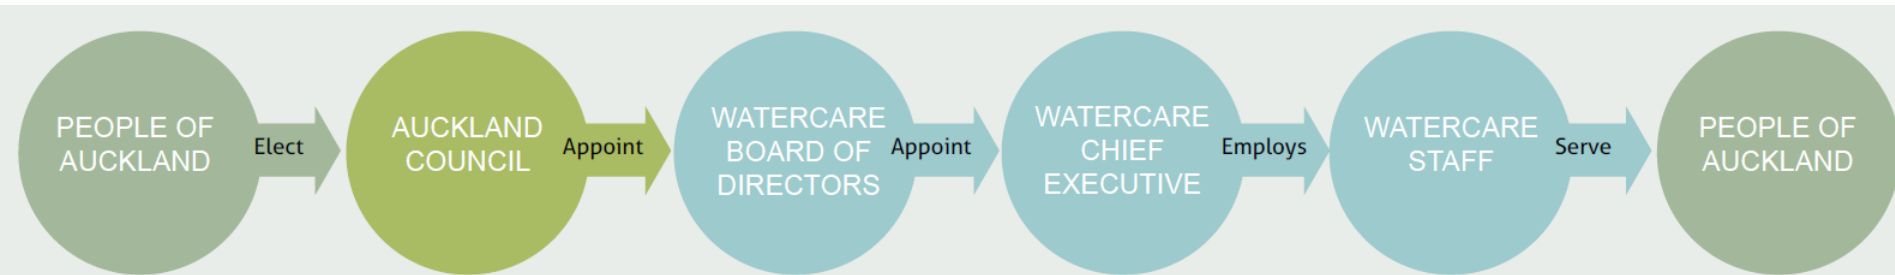 PEOPLE OF
AUCKLAND
Elect
AUCKLAND
COUNCIL
Appoint
WATERCARE
BOARD OF
DIRECTORS
Appoint
WATERCARE
CHIEF
EXECUTIVE
Employs
WATERCARE
STAFF
Serve
PEOPLE OF
AUCKLAND